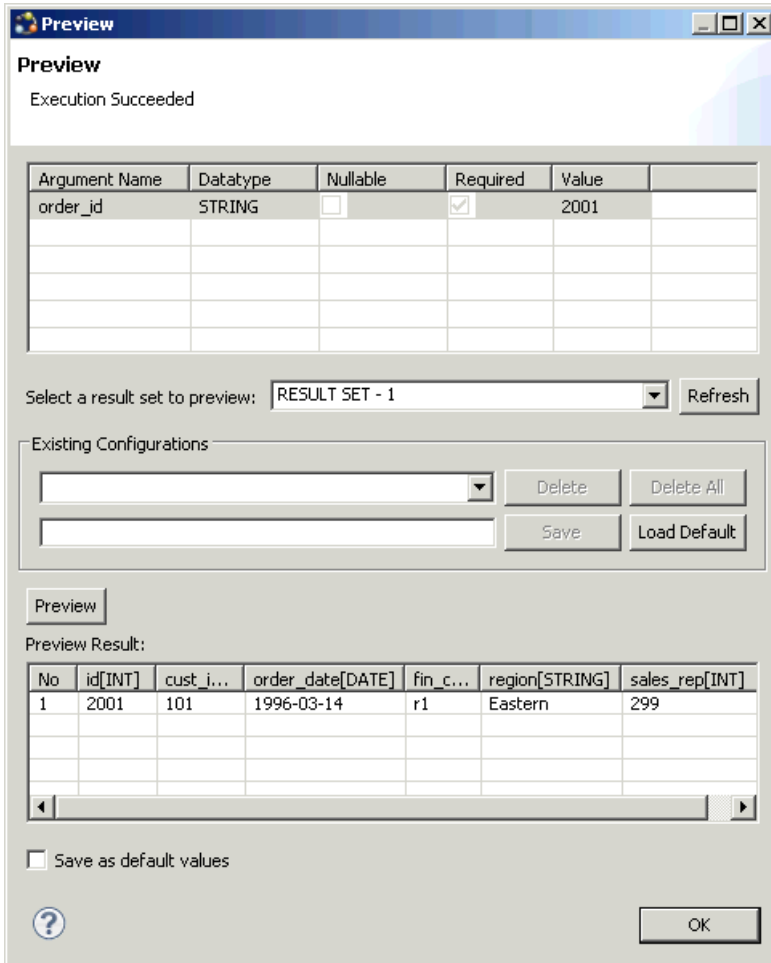 Preview
Preview
Execution Succeeded
Argument Name Datatype Nullable Required Value
order_id STRING 2001
Select a result set to preview: RESULT SET - 1 Refresh
Existing Configurations
Delete Delete All
Save Load Default
Preview
Preview Result:
No id[INT] cust_i... order_date[DATE] fin_c... region[STRING] sales_rep[INT]
1 2001 101 1996-03-14 r1 Eastern 299
Save as default values
? OK